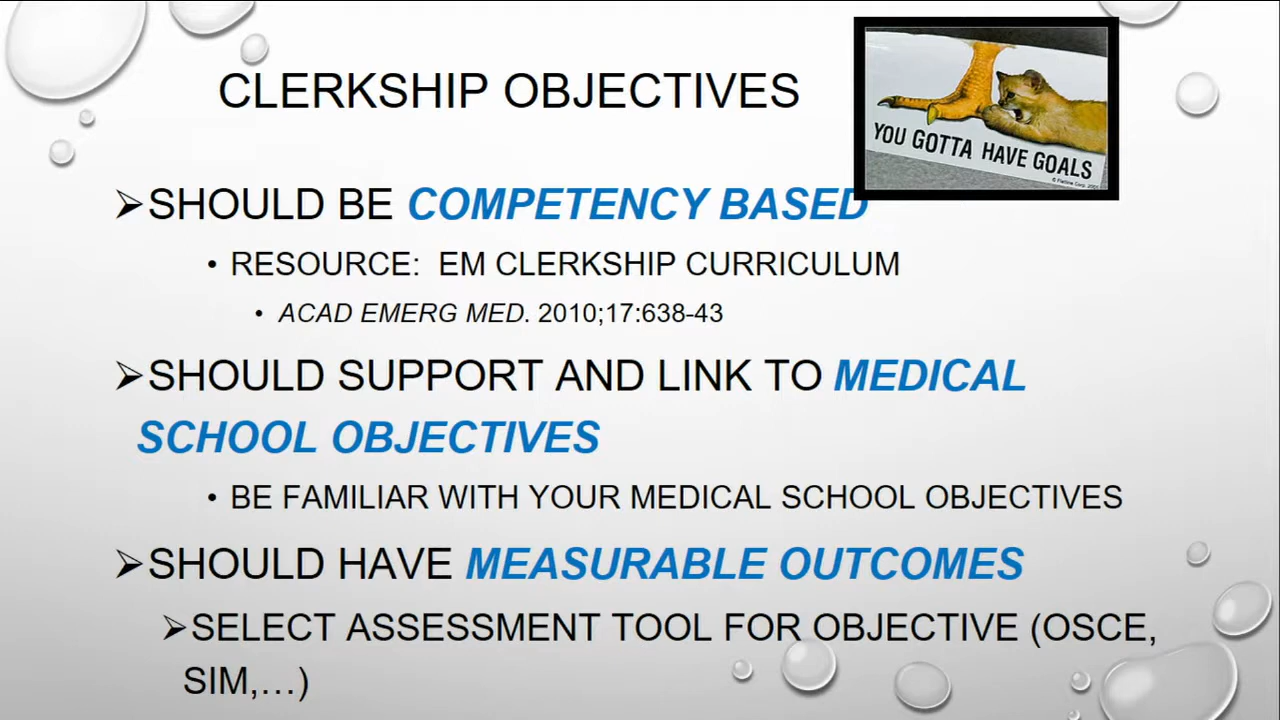 CLERKSHIP OBJECTIVES
YOU GOTTA HAVE GOALS
➢SHOULD BE COMPETENCY BASED
• RESOURCE: EM CLERKSHIP CURRICULUM
• ACAD EMERG MED. 2010;17:638-43
➢SHOULD SUPPORT AND LINK TO MEDICAL
SCHOOL OBJECTIVES
• BE FAMILIAR WITH YOUR MEDICAL SCHOOL OBJECTIVES
➢SHOULD HAVE MEASURABLE OUTCOMES
➢SELECT ASSESSMENT TOOL FOR OBJECTIVE (OSCE,
SIM,…)